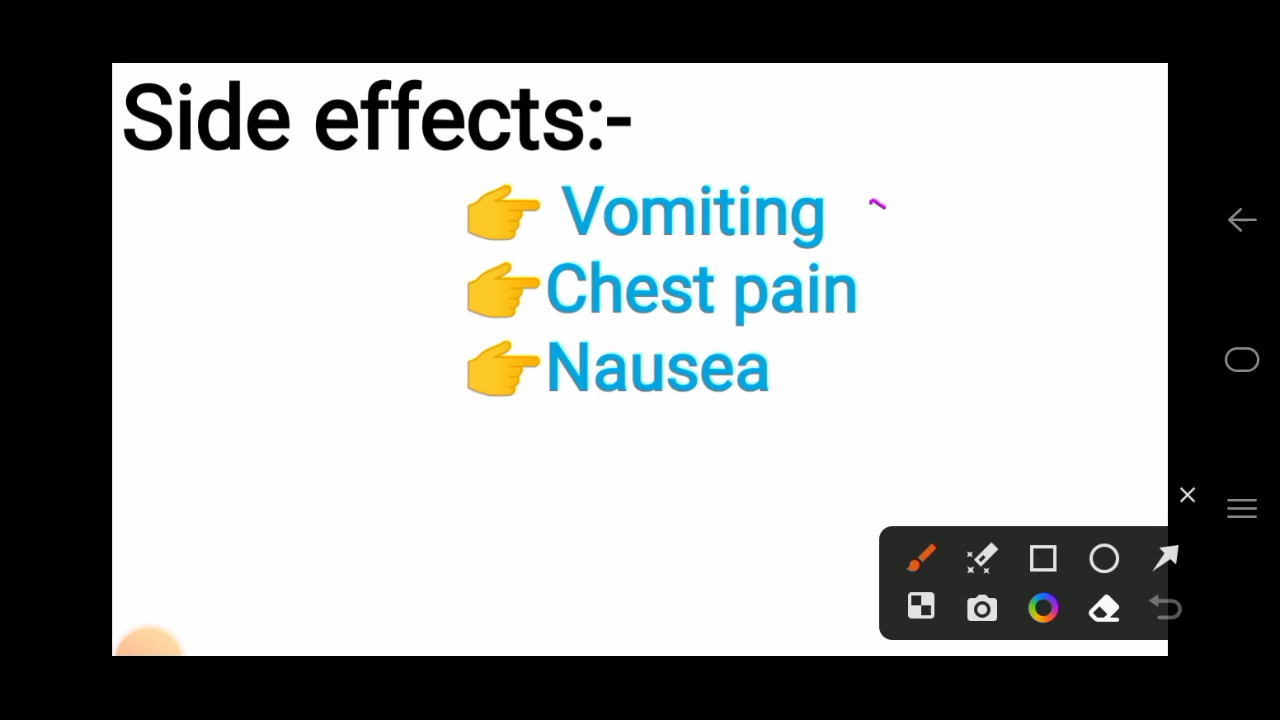 Side effects:-
👉 Vomiting
👉Chest pain
👉Nausea